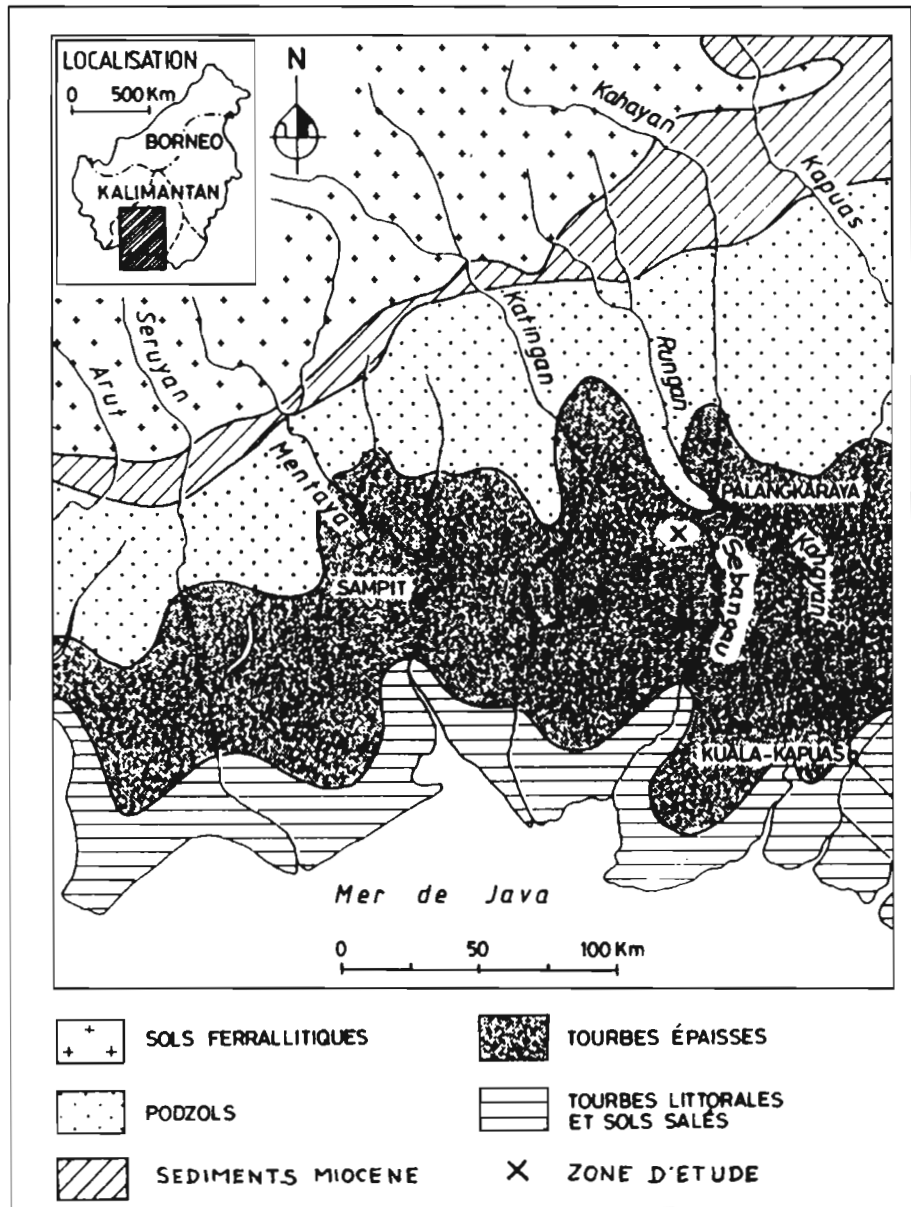 LOCALISATION
0 500 Km
BORNEO
KALIMANTAN
N
Kahayan
Kapuas
Seruyan
Arut
Katingan
Rungan
Mentaya
PALANGKARAYA
SAMPIT
X
Sebangau
Kahayan
KUALA-KAPUAS
Mer de Java
0 50 100 Km
SOLS FERRALLITIQUES
PODZOLS
SEDIMENTS MIOCENE
TOURBES ÉPAISSES
TOURBES LITTORALES
ET SOLS SALÉS
X ZONE D'ETUDE